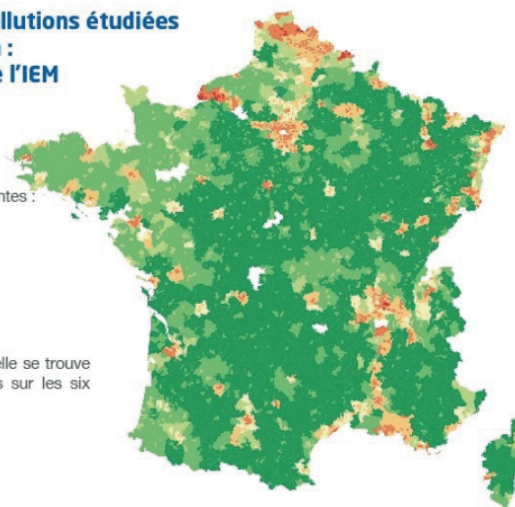 llutions étudiées
:
l'IEM
ntes :
elle se trouve
s sur les six